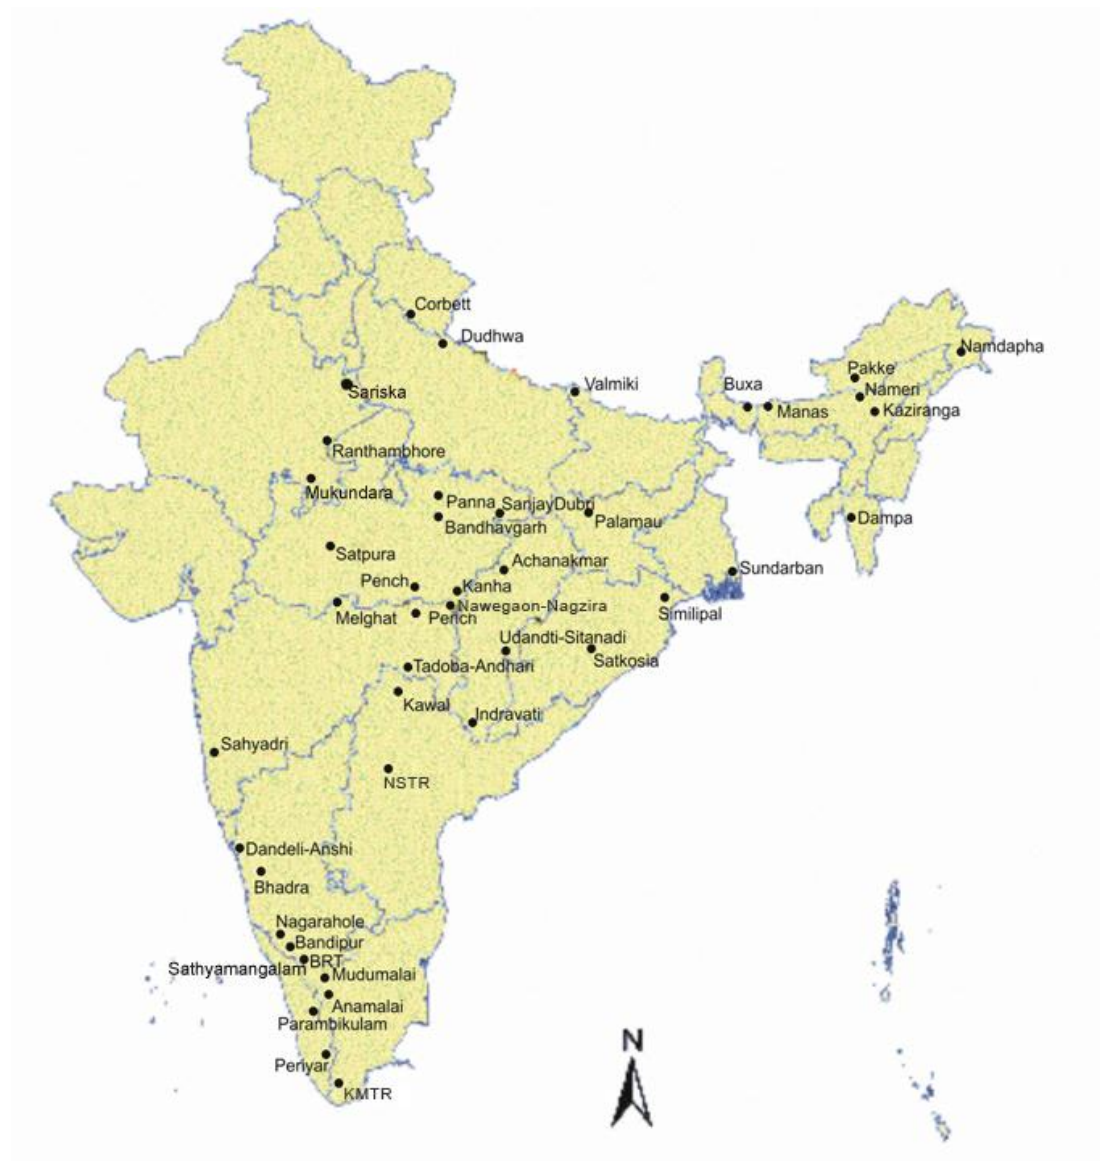 Corbett
Dudhwa
Namdapha
Pakke
Valmiki
Buxa
Nameri
Sariska
Manas
Kaziranga
Ranthambhore
Mukundara
Panna
SanjayDubri
Palamau
Dampa
Bandhavgarh
Satpura
Achanakmar
Sundarban
Pench
Kanha
Nawegaon-Nagzira
Melghat
Pench
Similipal
Udandti-Sitanadi
Satkosia
Tadoba-Andhari
Kawal
Indravati
Sahyadri
NSTR
Dandeli-Anshi
Bhadra
Nagarahole
Bandipur
BRT
Sathyamangalam
Mudumalai
Anamalai
Parambikulam
Periyar
KMTR
N